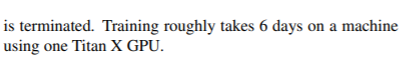 is terminated. Training roughly takes 6 days on a machine
using one Titan X GPU.